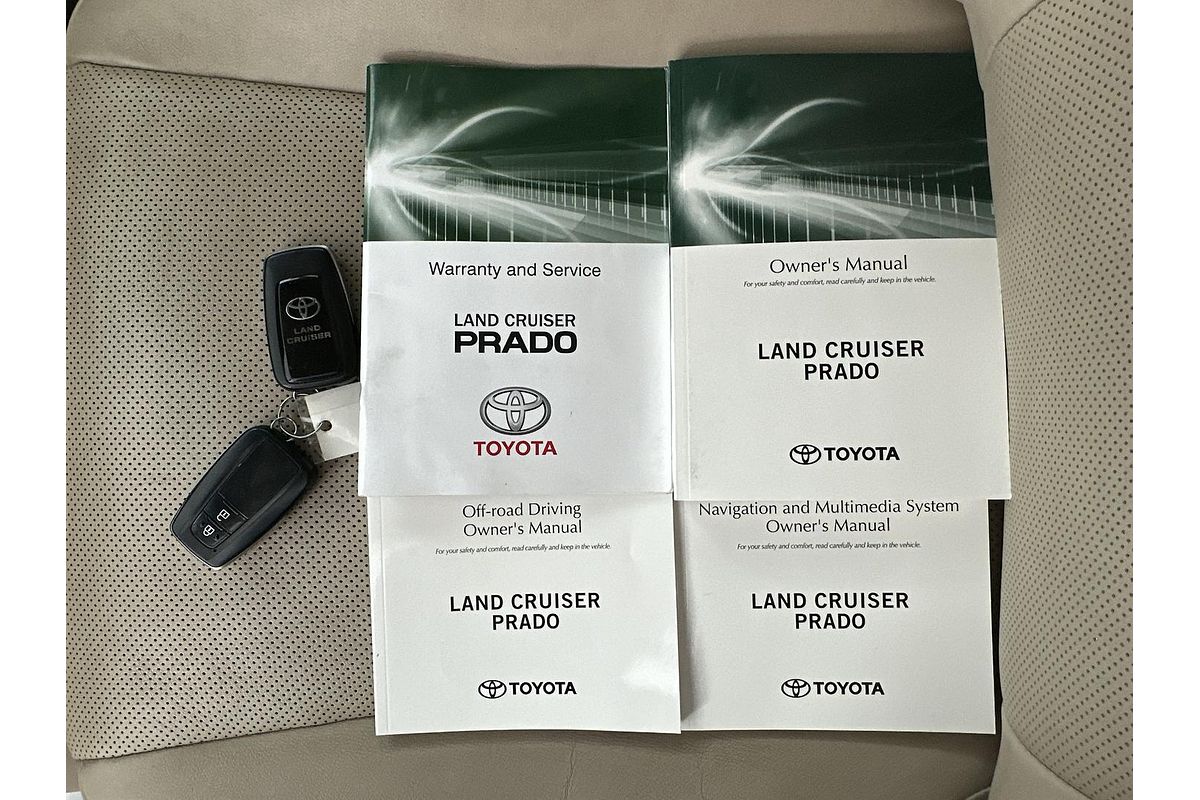 LAND
CRUISER
Warranty and Service
LAND CRUISER
PRADO
TOYOTA
Owner's Manual
For your safety and comfort, read carefully and keep in the vehicle.
LAND CRUISER
PRADO
TOYOTA
Off-road Driving
Owner's Manual
For your safety and comfort, read carefully and keep in the vehicle.
LAND CRUISER
PRADO
TOYOTA
Navigation and Multimedia System
Owner's Manual
For your safety and comfort, read carefully and keep in the vehicle.
LAND CRUISER
PRADO
TOYOTA